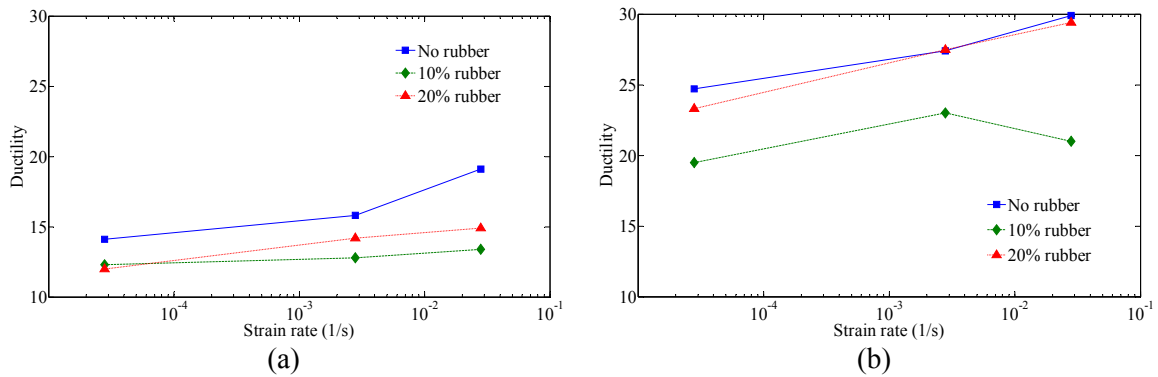 30
25
20
15
10
Ductility
No rubber
10% rubber
20% rubber
10-4
10-3
10-2
10-1
Strain rate (1/s)
(a)
30
25
20
15
10
Ductility
No rubber
10% rubber
20% rubber
10-4
10-3
10-2
10-1
Strain rate (1/s)
(b)